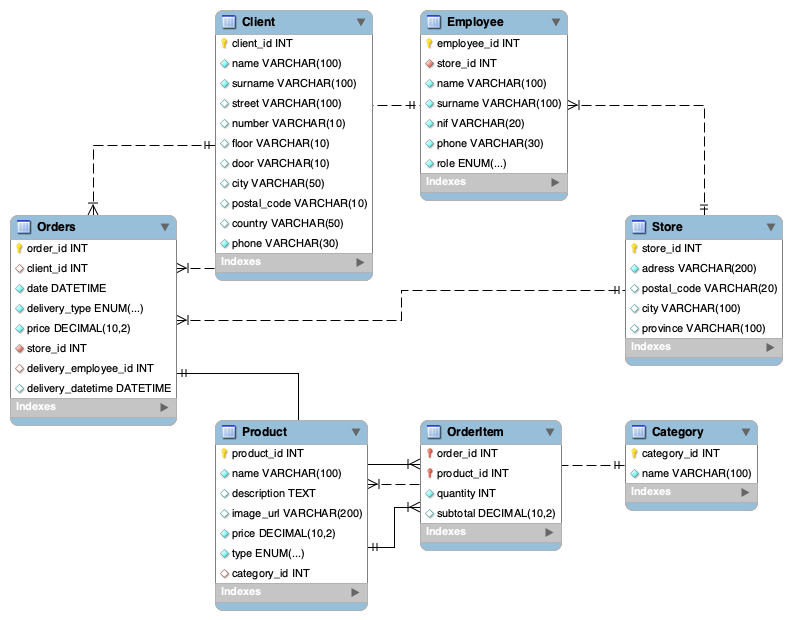 Client
client_id INT
name VARCHAR(100)
surname VARCHAR(100)
street VARCHAR(100)
number VARCHAR(10)
floor VARCHAR(10)
door VARCHAR(10)
city VARCHAR(50)
postal_code VARCHAR(10)
country VARCHAR(50)
phone VARCHAR(30)
Indexes
Employee
employee_id INT
store_id INT
name VARCHAR(100)
surname VARCHAR(100)
nif VARCHAR(20)
phone VARCHAR(30)
role ENUM(...)
Indexes
Orders
order_id INT
client_id INT
date DATETIME
delivery_type ENUM(...)
price DECIMAL(10,2)
store_id INT
delivery_employee_id INT
delivery_datetime DATETIME
Indexes
Store
store_id INT
adress VARCHAR(200)
postal_code VARCHAR(20)
city VARCHAR(100)
province VARCHAR(100)
Indexes
Product
product_id INT
name VARCHAR(100)
description TEXT
image_url VARCHAR(200)
price DECIMAL(10,2)
type ENUM(...)
category_id INT
Indexes
OrderItem
order_id INT
product_id INT
quantity INT
subtotal DECIMAL(10,2)
Indexes
Category
category_id INT
name VARCHAR(100)
Indexes